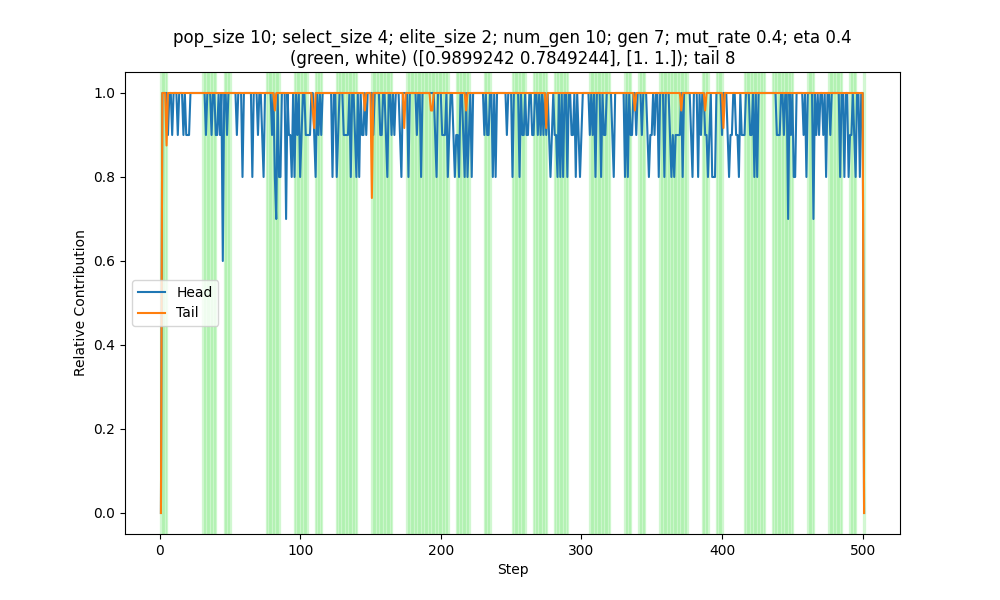 pop_size 10; select_size 4; elite_size 2; num_gen 10; gen 7; mut_rate 0.4; eta 0.4
(green, white) ([0.9899242 0.7849244], [1. 1.]); tail 8
1.0
0.8
0.6
0.4
0.2
0.0
Relative Contribution
Head
Tail
0
100
200
300
400
500
Step